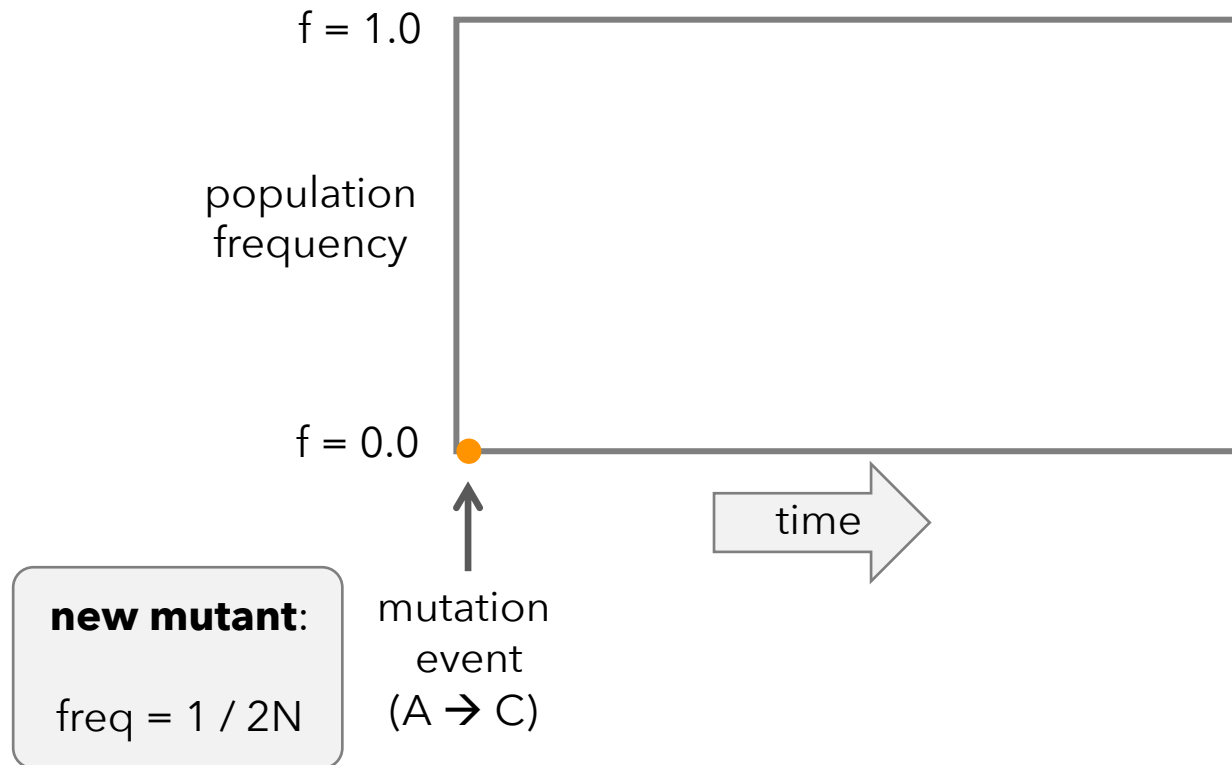 f = 1.0
population
frequency
f = 0.0
time
new mutant:
freq = 1 / 2N
mutation
event
(A → C)